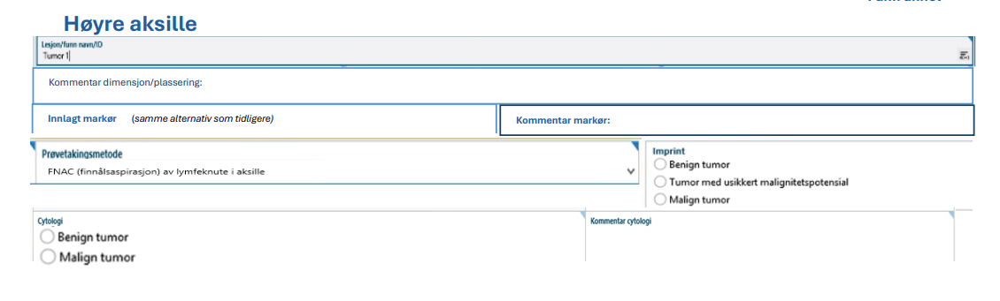 Høyre aksille
Lesjon/funn navn/ID
Tumor 1
Kommentar dimensjon/plassering:
Innlagt markør (samme alternativ som tidligere)
Kommentar markør:
Prøvetakingsmetode
FNAC (finnålsaspirasjon) av lymfeknute i aksille
Imprint
Benign tumor
Tumor med usikkert malignitetspotensial
Malign tumor
Cytologi
Benign tumor
Malign tumor
Kommentar cytologi